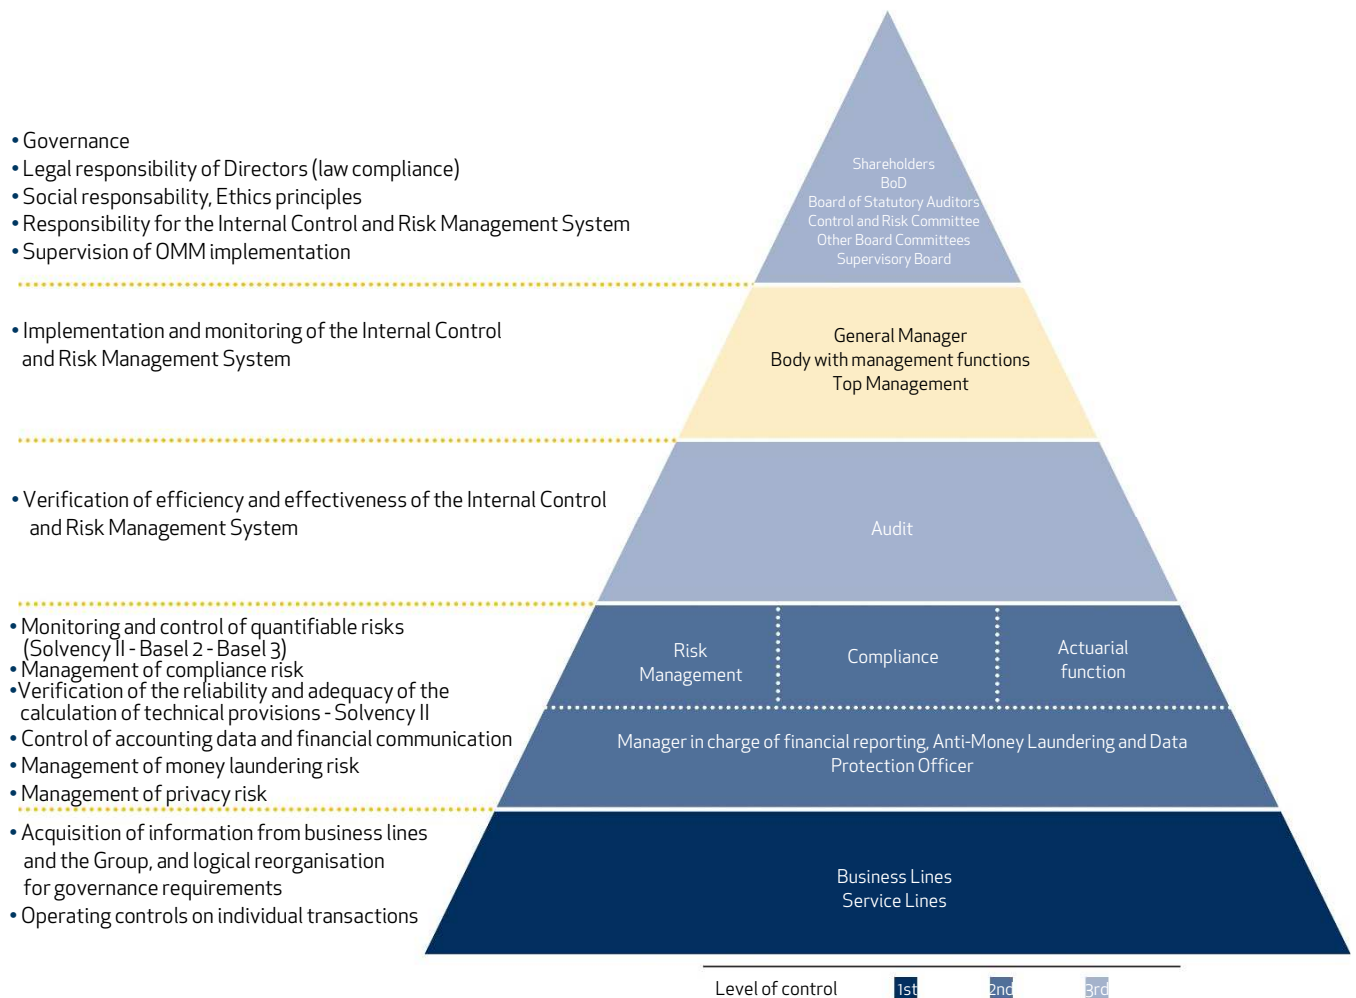 • Governance
• Legal responsibility of Directors (law compliance)
• Social responsability, Ethics principles
• Responsibility for the Internal Control and Risk Management System
• Supervision of OMM implementation
Shareholders
BoD
Board of Statutory Auditors
Control and Risk Committee
Other Board Committees
Supervisory Board
• Implementation and monitoring of the Internal Control
and Risk Management System
General Manager
Body with management functions
Top Management
• Verification of efficiency and effectiveness of the Internal Control
and Risk Management System
Audit
• Monitoring and control of quantifiable risks
(Solvency II - Basel 2 - Basel 3)
• Management of compliance risk
• Verification of the reliability and adequacy of the
calculation of technical provisions - Solvency II
• Control of accounting data and financial communication
• Management of money laundering risk
• Management of privacy risk
Risk
Management
Compliance
Actuarial
function
Manager in charge of financial reporting, Anti-Money Laundering and Data
Protection Officer
• Acquisition of information from business lines
and the Group, and logical reorganisation
for governance requirements
• Operating controls on individual transactions
Business Lines
Service Lines
Level of control 1st 2nd 3rd